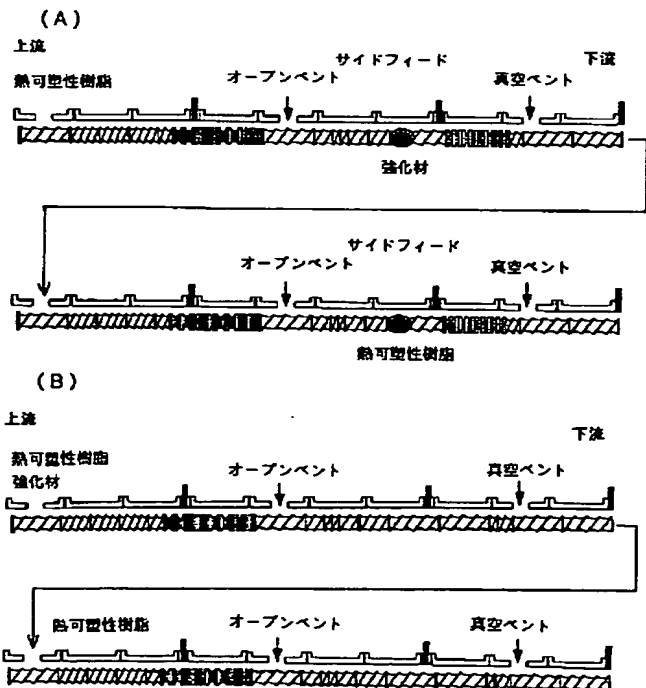 (A)
上流
サイドフィード
下流
熱可塑性樹脂
オープンベント
真空ベント
強化材
サイドフィード
オープンベント
真空ベント
熱可塑性樹脂
(B)
上流
下流
熱可塑性樹脂
強化材
オープンベント
真空ベント
熱可塑性樹脂
オープンベント
真空ベント